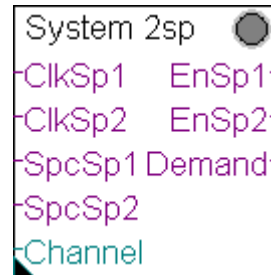 System 2sp
ClkSp1 EnSp1
ClkSp2 EnSp2
SpcSp1 Demand
SpcSp2
Channel